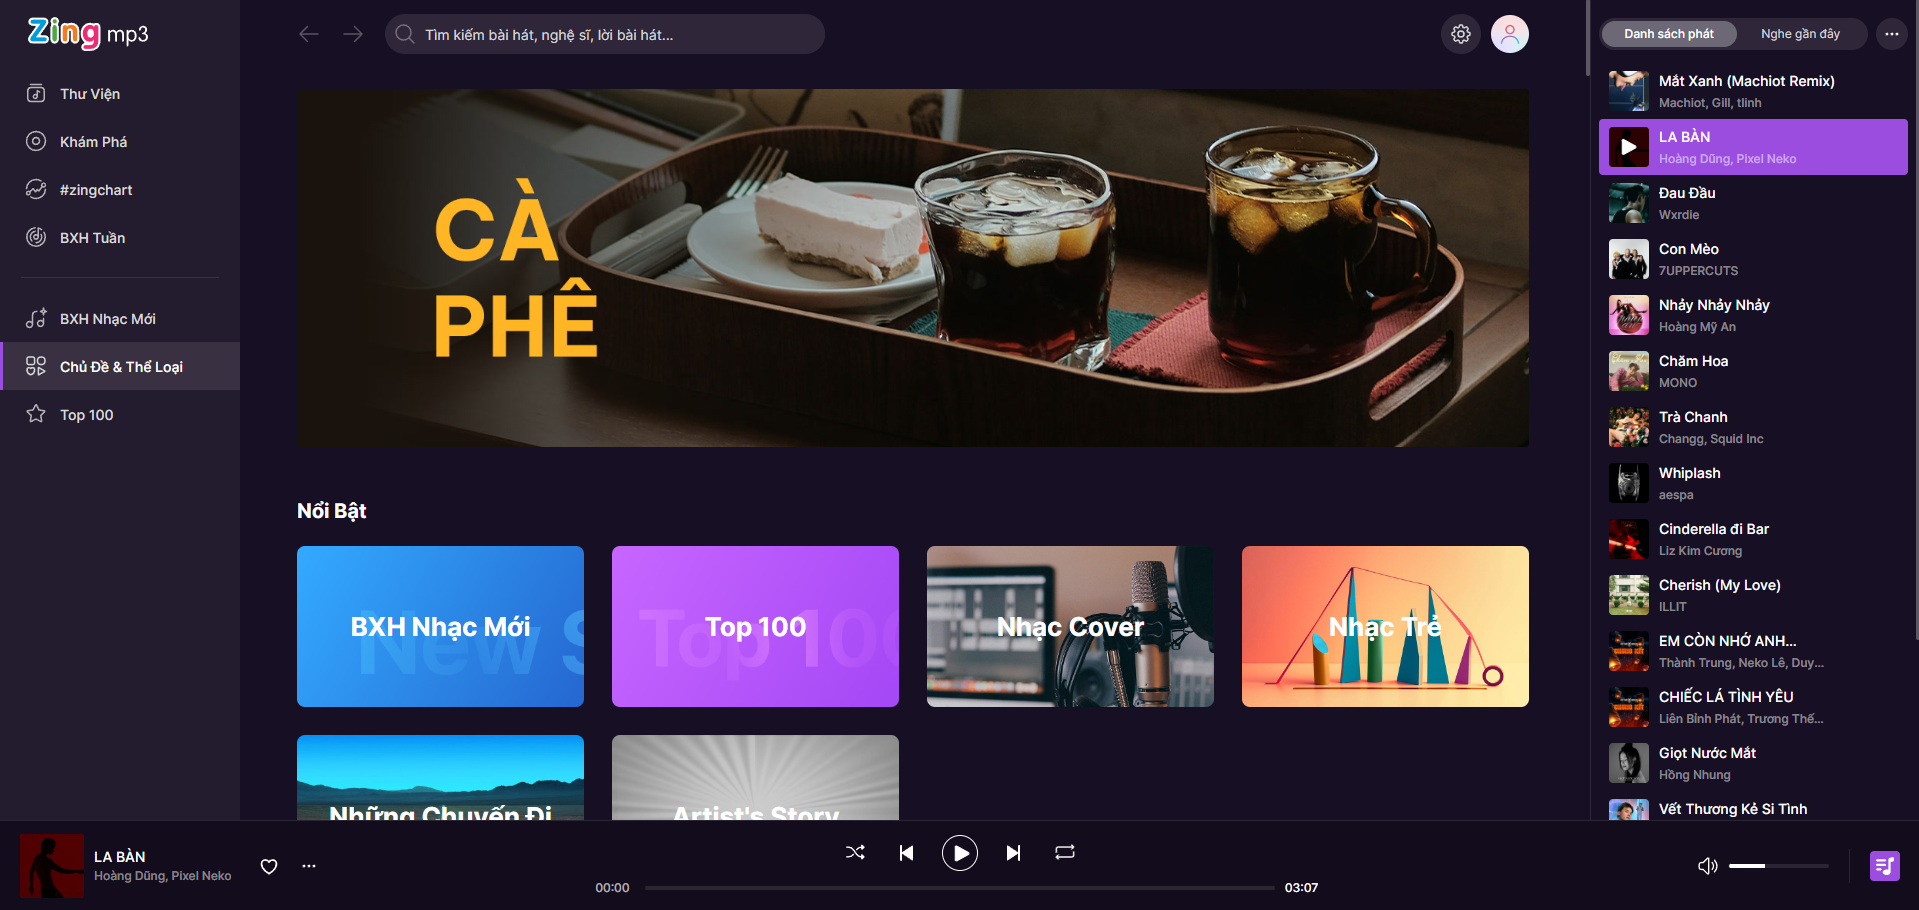 Zing mp3
Thư Viện
Khám Phá
#zingchart
BXH Tuần
BXH Nhạc Mới
Chủ Đề & Thể Loại
Top 100
Tìm kiếm bài hát, nghệ sĩ, lời bài hát...
CÀ
PHÊ
Nổi Bật
New S
BXH Nhạc Mới
Top 100
Top 100
Nhạc Cover
Nhạc Trẻ
Những Chuyến Đi
Artist's Story
Danh sách phát
Nghe gần đây
Mắt Xanh (Machiot Remix)
Machiot, Gill, tlinh
LA BÀN
Hoàng Dũng, Pixel Neko
Đau Đầu
Wxrdie
Con Mèo
7UPPERCUTS
Nhảy Nhảy Nhảy
Hoàng Mỹ An
Chăm Hoa
MONO
Trà Chanh
Changg, Squid Inc
Whiplash
aespa
Cinderella đi Bar
Liz Kim Cương
Cherish (My Love)
ILLIT
EM CÒN NHỚ ANH...
Thành Trung, Neko Lê, Duy...
CHIẾC LÁ TÌNH YÊU
Liên Bỉnh Phát, Trương Thế...
Giọt Nước Mắt
Hồng Nhung
Vết Thương Kẻ Si Tình
LA BÀN
Hoàng Dũng, Pixel Neko
00:00
03:07